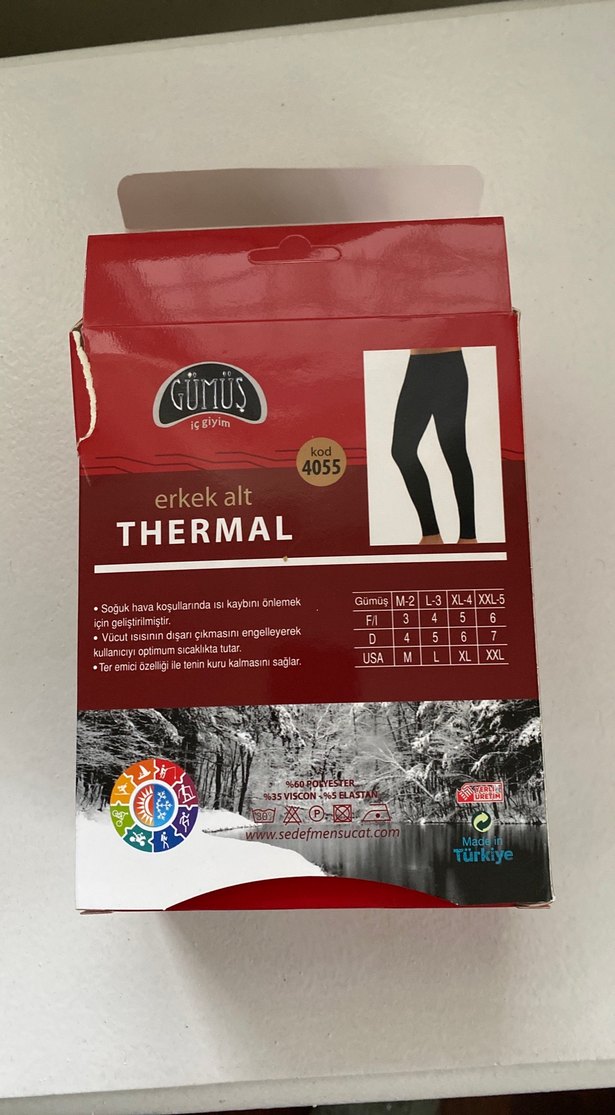 GÜMÜŞ
iç giyim
kod
4055
erkek alt
THERMAL
• Soğuk hava koşullarında ısı kaybını önlemek
için geliştirilmiştir.
• Vücut ısısının dışarı çıkmasını engelleyerek
kullanıcıyı optimum sıcaklıkta tutar.
• Ter emici özelliği ile tenin kuru kalmasını sağlar.
Gümüş M-2 L-3 XL-4 XXL-5
F/I 3 4 5 6
D 4 5 6 7
USA M L XL XXL
%60 POLYESTER
%35 VISCON - %5 ELASTAN
30° P
www.sedefmensucat.com
YERLİ
ÜRETİM
Made in
Türkiye